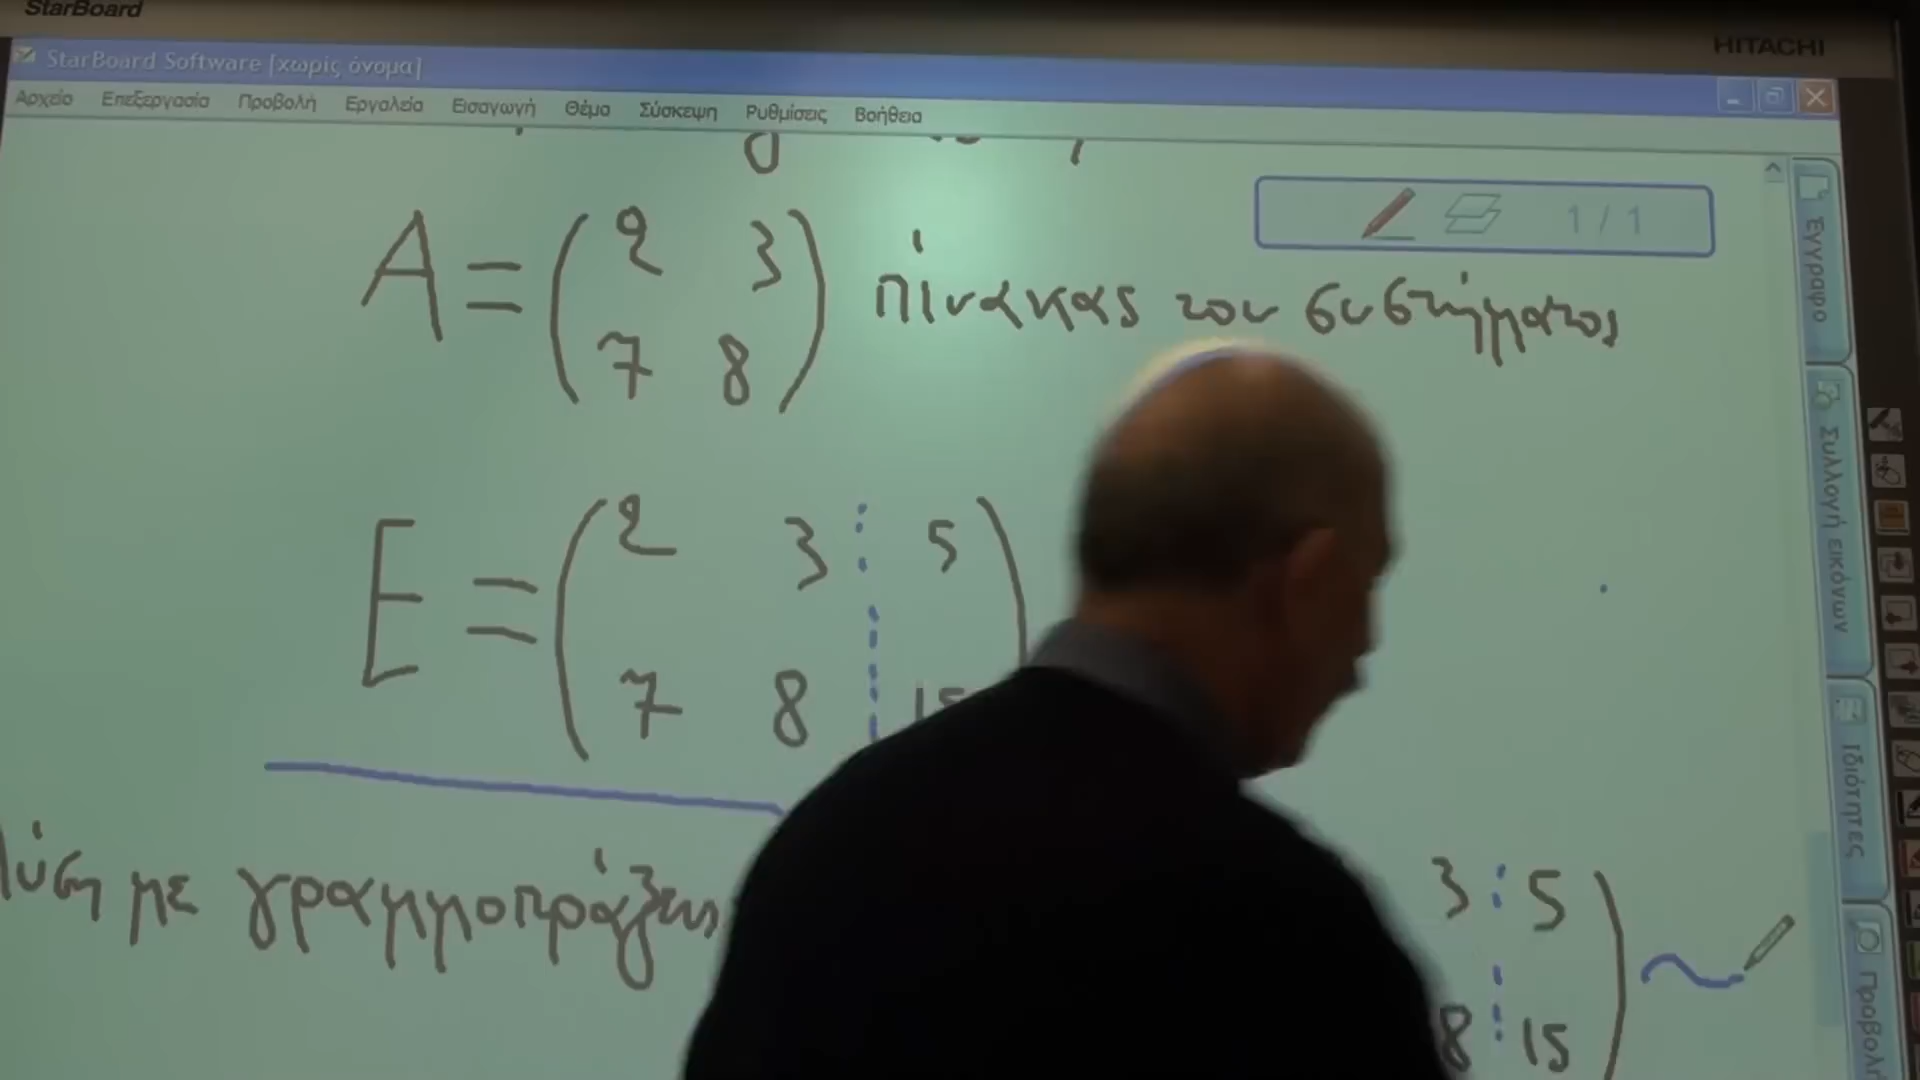 StarBoard
HITACHI
StarBoard Software [χωρίς όνομα]
Αρχείο Επεξεργασία Προβολή Εργαλεία Εισαγωγή Θέμα Σύσκεψη Ρυθμίσεις Βοήθεια
1 / 1
A = ( 2 3 πίνακας του συστήματος
7 8 )
E = ( 2 3 ⋮ 5
7 8 ⋮ 15
λύση με γραμμοπράξεις
3 ⋮ 5
8 ⋮ 15 ) ~
Έγγραφο
Συλλογή εικόνων
Ιδιότητες
Προβολή